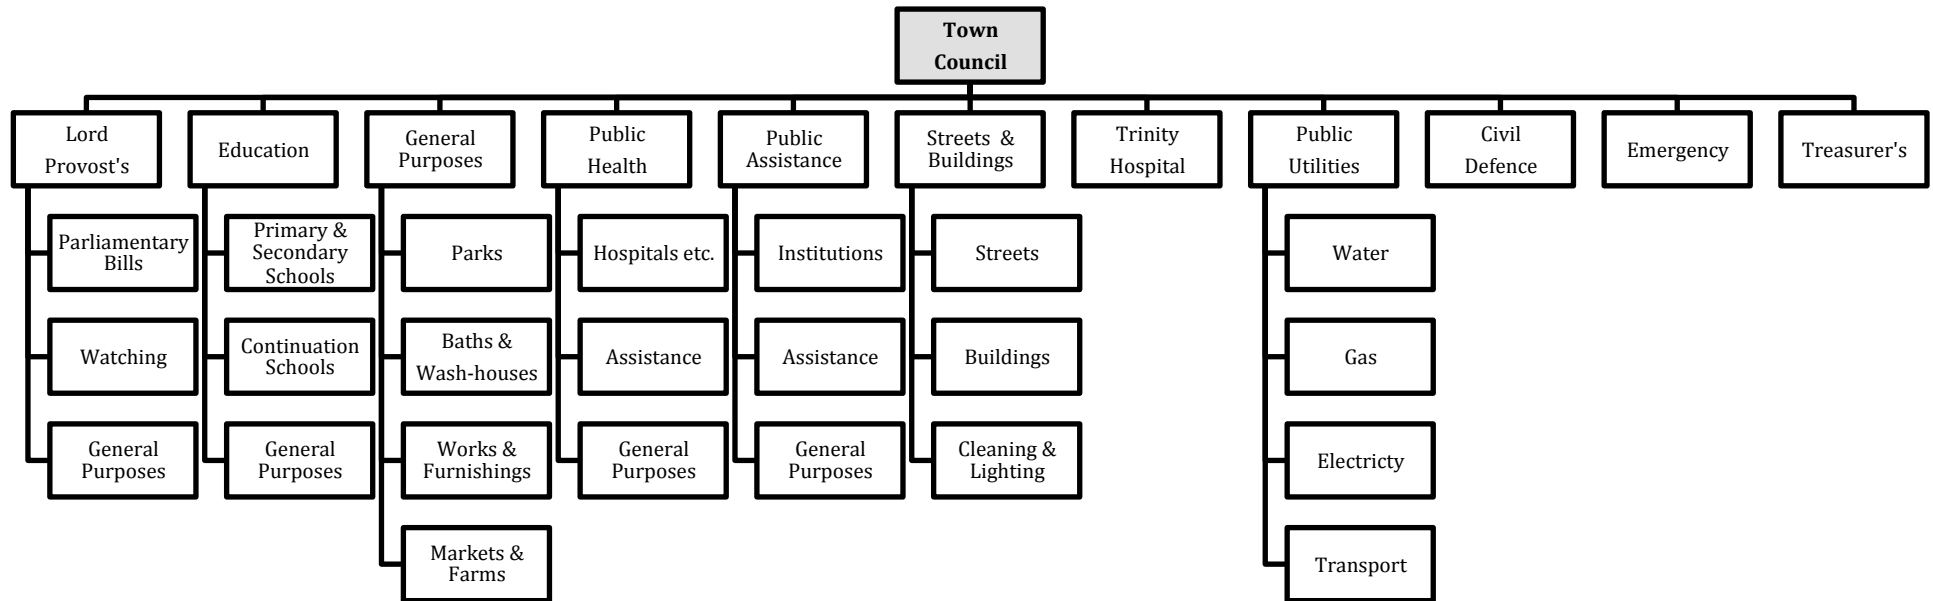 Town
Council
Lord
Provost's
Education
General
Purposes
Public
Health
Public
Assistance
Streets & 
Buildings
Trinity
Hospital
Public
Utilities
Civil
Defence
Emergency
Treasurer's
Parliamentary
Bills
Watching
General
Purposes
Primary &
Secondary
Schools
Continuation
Schools
General
Purposes
Parks
Baths &
Wash-houses
Works &
Furnishings
Markets &
Farms
Hospitals etc.
Assistance
General
Purposes
Institutions
Assistance
General
Purposes
Streets
Buildings
Cleaning &
Lighting
Water
Gas
Electricty
Transport